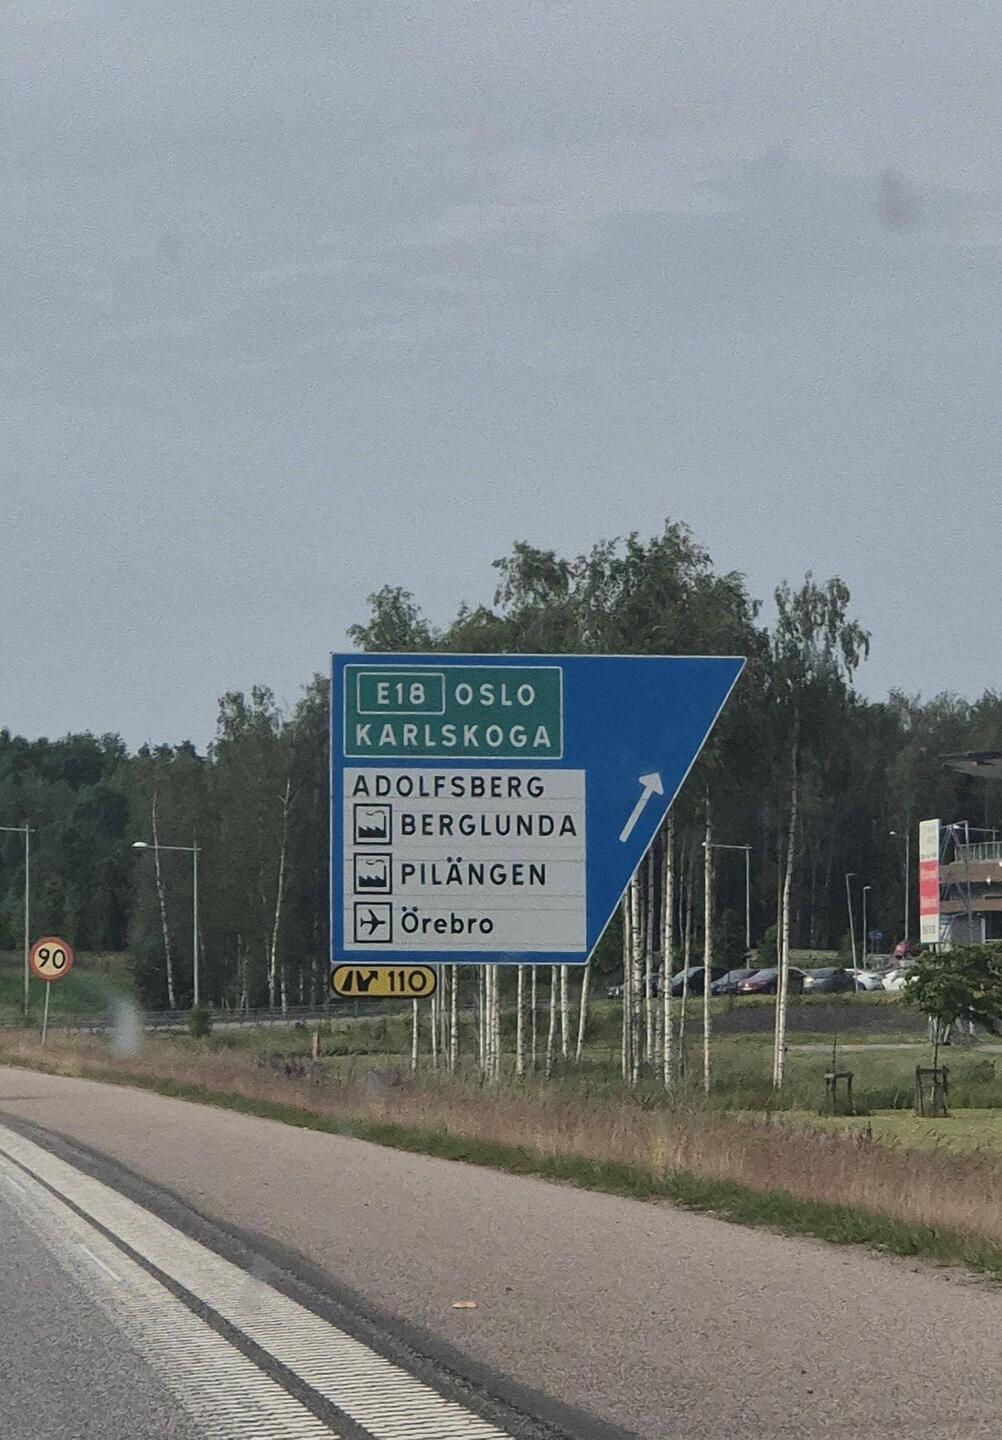 E18 OSLO
KARLSKOGA
ADOLFSBERG
BERGLUNDA
PILÄNGEN
Örebro
110
90